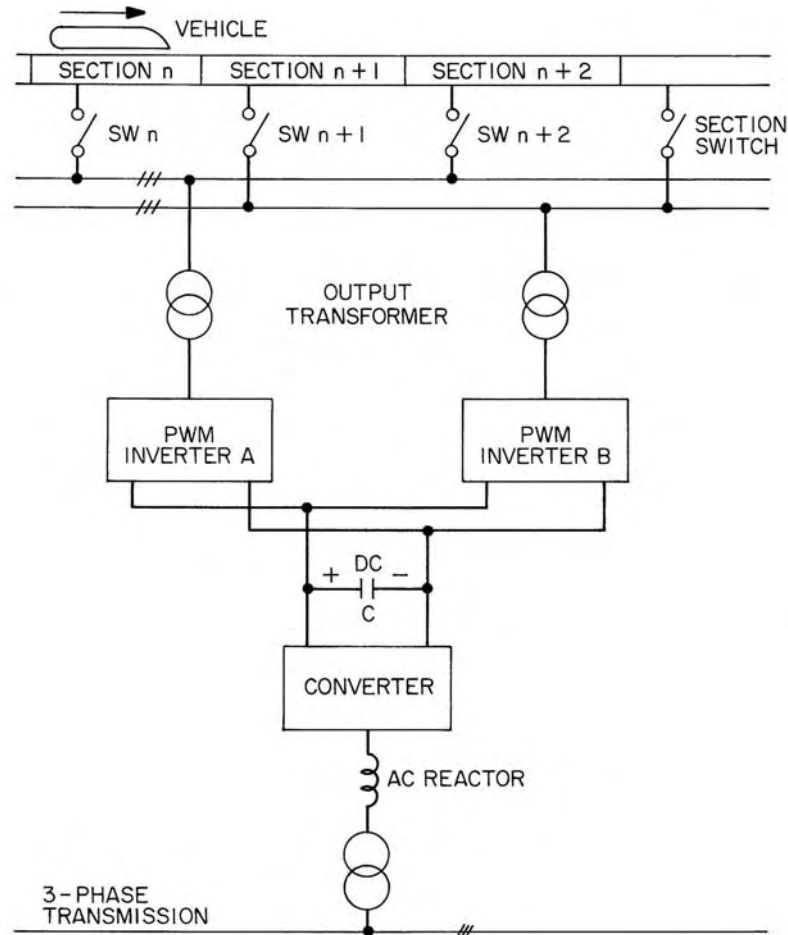 VEHICLE
SECTION n
SECTION n + 1
SECTION n + 2
SW n
SW n + 1
SW n + 2
SECTION
SWITCH
OUTPUT
TRANSFORMER
PWM
INVERTER A
PWM
INVERTER B
+ DC -
C
CONVERTER
AC REACTOR
3-PHASE
TRANSMISSION